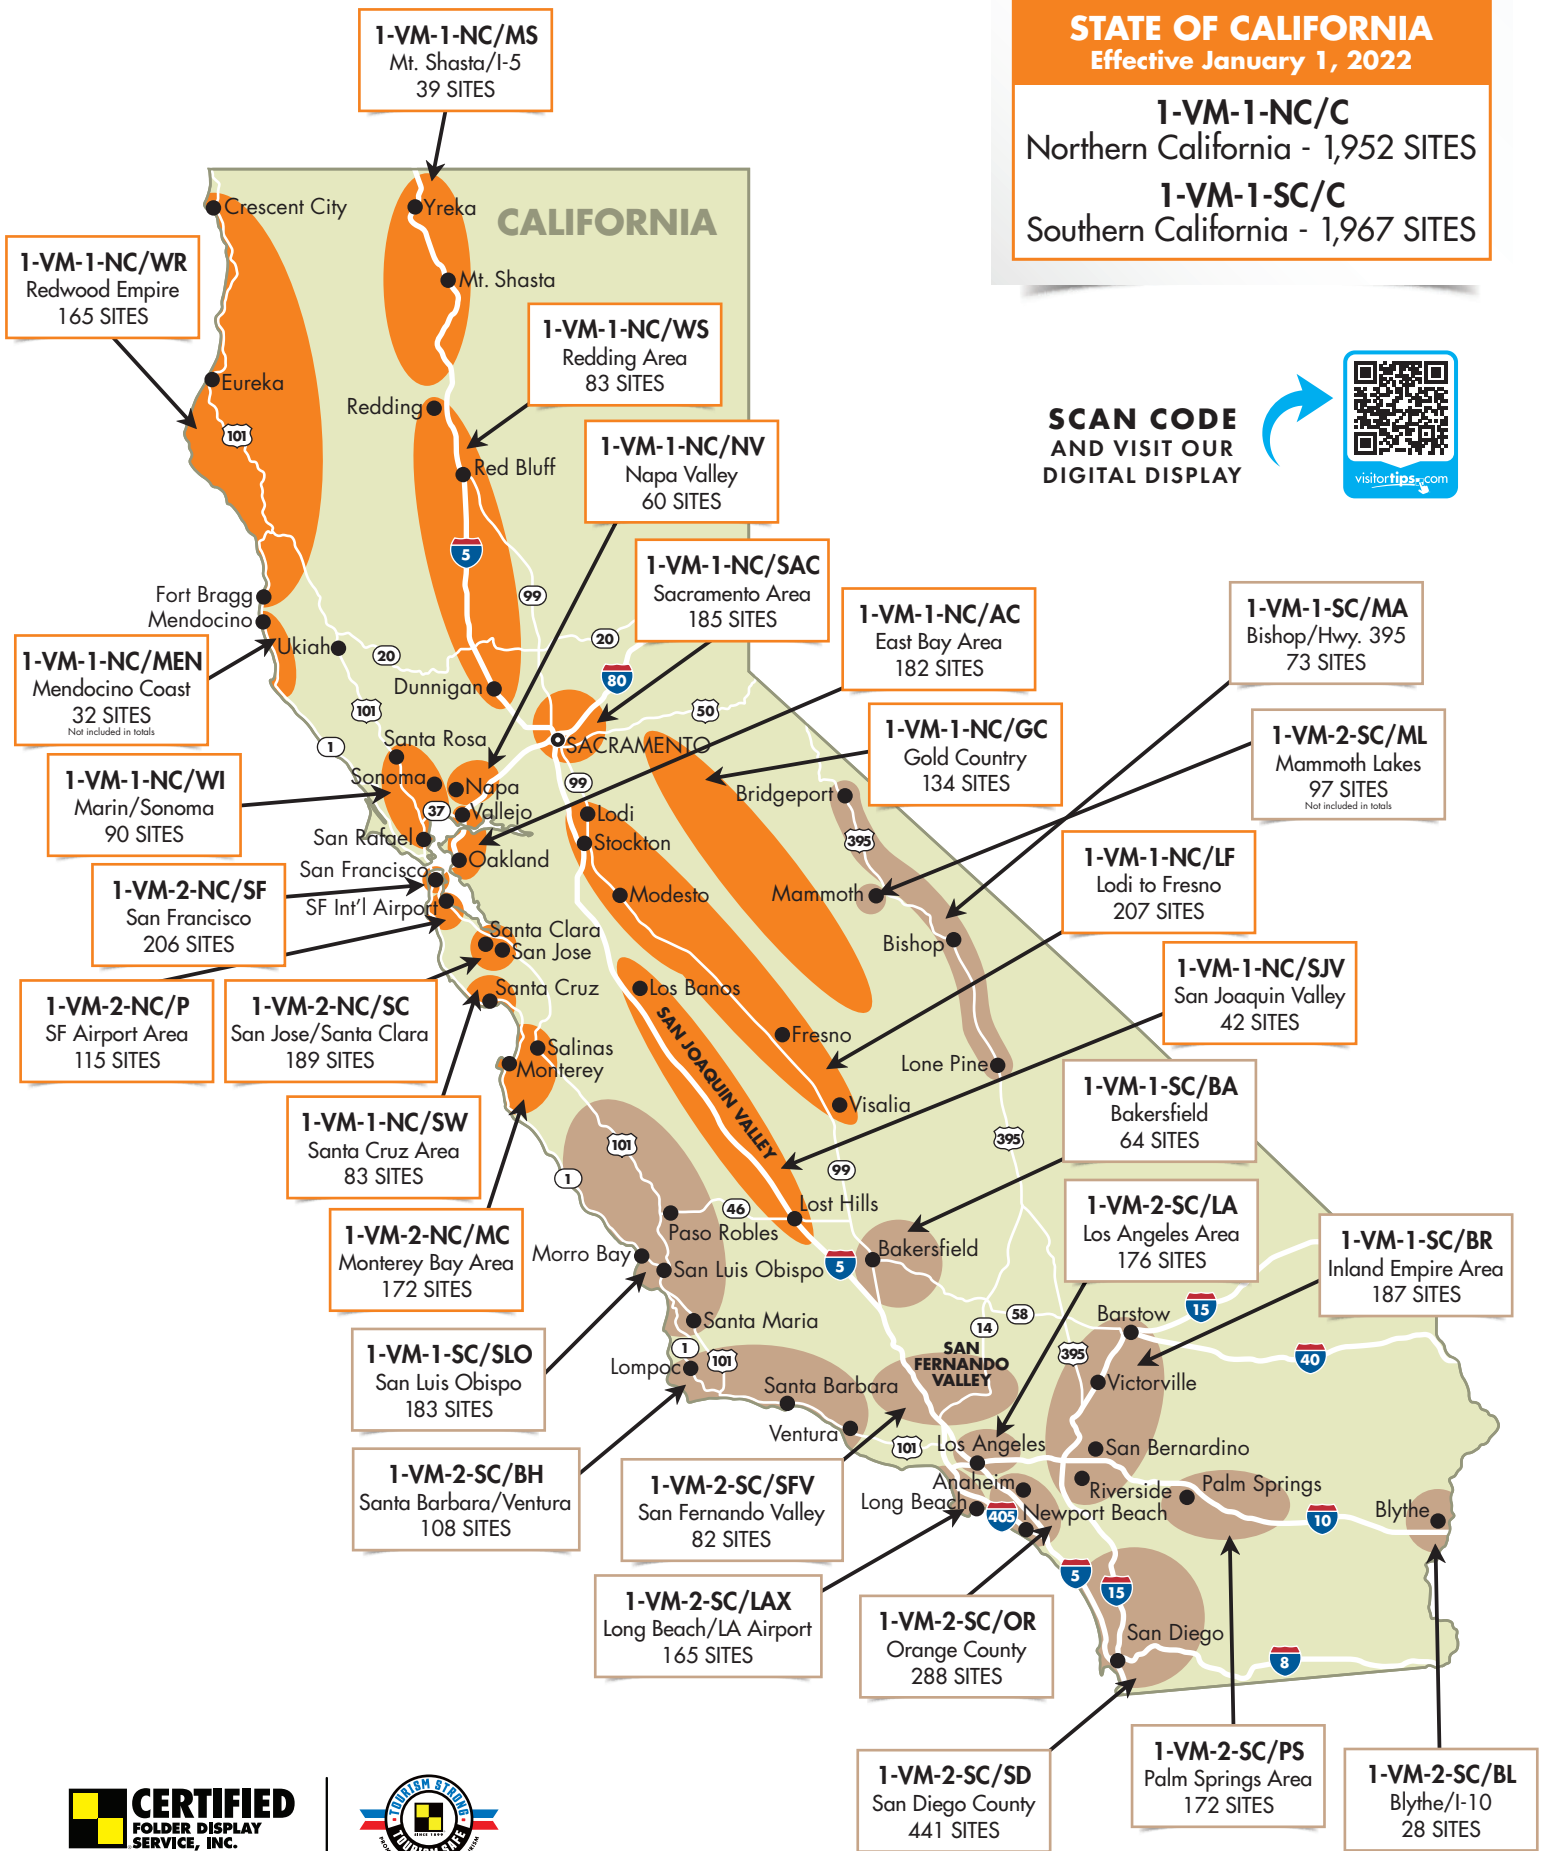 STATE OF CALIFORNIA
Effective January 1, 2022
1-VM-1-NC/C
Northern California - 1,952 SITES
1-VM-1-SC/C
Southern California - 1,967 SITES
SCAN CODE
AND VISIT OUR
DIGITAL DISPLAY
visitortips.com
1-VM-1-NC/MS
Mt. Shasta/I-5
39 SITES
CALIFORNIA
Crescent City
Yreka
1-VM-1-NC/WR
Redwood Empire
165 SITES
Mt. Shasta
1-VM-1-NC/WS
Redding Area
83 SITES
Eureka
101
Redding
Red Bluff
1-VM-1-NC/NV
Napa Valley
60 SITES
5
99
1-VM-1-NC/SAC
Sacramento Area
185 SITES
Fort Bragg
Mendocino
Ukiah
20
20
80
1-VM-1-NC/AC
East Bay Area
182 SITES
1-VM-1-SC/MA
Bishop/Hwy. 395
73 SITES
1-VM-1-NC/MEN
Mendocino Coast
32 SITES
Not included in totals
Dunnigan
101
50
1
Santa Rosa
SACRAMENTO
1-VM-1-NC/GC
Gold Country
134 SITES
1-VM-2-SC/ML
Mammoth Lakes
97 SITES
Not included in totals
1-VM-1-NC/WI
Marin/Sonoma
90 SITES
Sonoma
Napa
99
37
Vallejo
Lodi
Bridgeport
San Rafael
Stockton
395
Oakland
1-VM-1-NC/LF
Lodi to Fresno
207 SITES
San Francisco
1-VM-2-NC/SF
San Francisco
206 SITES
SF Int'l Airport
Modesto
Mammoth
Santa Clara
San Jose
Bishop
1-VM-1-NC/SJV
San Joaquin Valley
42 SITES
1-VM-2-NC/P
SF Airport Area
115 SITES
1-VM-2-NC/SC
San Jose/Santa Clara
189 SITES
Santa Cruz
Los Banos
SAN JOAQUIN VALLEY
Fresno
Salinas
Monterey
Lone Pine
1-VM-1-SC/BA
Bakersfield
64 SITES
Visalia
1-VM-1-NC/SW
Santa Cruz Area
83 SITES
101
395
1
99
1-VM-2-NC/MC
Monterey Bay Area
172 SITES
46
Lost Hills
Paso Robles
1-VM-2-SC/LA
Los Angeles Area
176 SITES
1-VM-1-SC/BR
Inland Empire Area
187 SITES
Morro Bay
San Luis Obispo
5
Bakersfield
Santa Maria
14
58
Barstow
15
1-VM-1-SC/SLO
San Luis Obispo
183 SITES
1
101
Lompoc
SAN
FERNANDO
VALLEY
395
40
Santa Barbara
Victorville
Ventura
101
Los Angeles
San Bernardino
1-VM-2-SC/BH
Santa Barbara/Ventura
108 SITES
1-VM-2-SC/SFV
San Fernando Valley
82 SITES
Anaheim
Riverside
Palm Springs
Long Beach
405
Newport Beach
10
Blythe
1-VM-2-SC/LAX
Long Beach/LA Airport
165 SITES
5
15
1-VM-2-SC/OR
Orange County
288 SITES
San Diego
8
1-VM-2-SC/SD
San Diego County
441 SITES
1-VM-2-SC/PS
Palm Springs Area
172 SITES
1-VM-2-SC/BL
Blythe/I-10
28 SITES
CERTIFIED
FOLDER DISPLAY
SERVICE, INC.
TOURISM STRONG
SINCE 1899
TOURISM SAFE